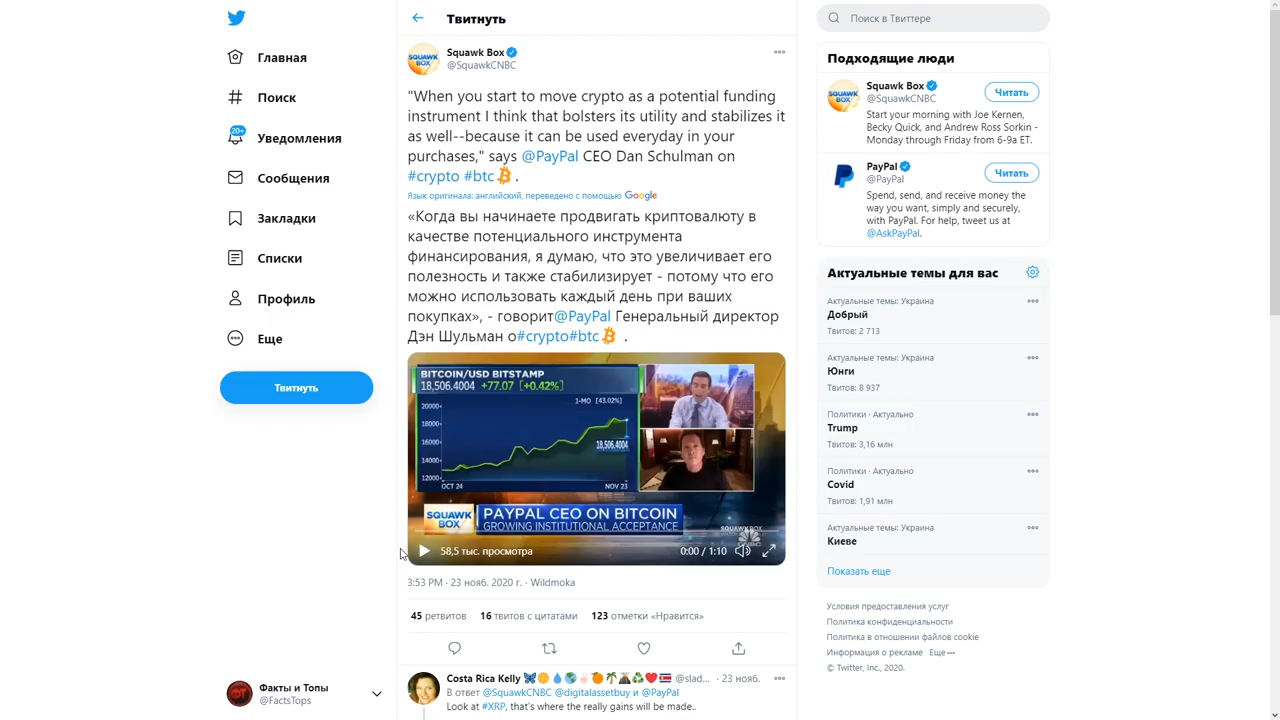 Твитнуть
Поиск в Твиттере
Главная
Поиск
20+
Уведомления
Сообщения
Закладки
Списки
Профиль
Еще
Твитнуть
Факты и Топы
@FactsTops
SQUAWK BOX
Squawk Box
@SquawkCNBC
"When you start to move crypto as a potential funding
instrument I think that bolsters its utility and stabilizes it
as well--because it can be used everyday in your
purchases," says @PayPal CEO Dan Schulman on
#crypto #btc .
Язык оригинала: английский, переведено с помощью Google
«Когда вы начинаете продвигать криптовалюту в
качестве потенциального инструмента
финансирования, я думаю, что это увеличивает его
полезность и также стабилизирует - потому что его
можно использовать каждый день при ваших
покупках», - говорит@PayPal Генеральный директор
Дэн Шульман о#crypto#btc .
BITCOIN/USD BITSTAMP
18,506.4004 +77.07 [+0.42%]
1-MO [43.02%]
20000
18000
16000
14000
12000
18,506.4004
OCT 24
NOV 23
SQUAWK
BOX
PAYPAL CEO ON BITCOIN
GROWING INSTITUTIONAL ACCEPTANCE
SQUAWKBOX
58,5 тыс. просмотра
0:00 / 1:10
3:53 PM · 23 нояб. 2020 г. · Wildmoka
45 ретвитов 16 твитов с цитатами 123 отметки «Нравится»
Costa Rica Kelly @slad... · 23 нояб.
В ответ @SquawkCNBC @digitalassetbuy и @PayPal
Look at #XRP, that's where the really gains will be made..
Подходящие люди
SQUAWK BOX
Squawk Box
@SquawkCNBC
Читать
Start your morning with Joe Kernen,
Becky Quick, and Andrew Ross Sorkin -
Monday through Friday from 6-9a ET.
PayPal
@PayPal
Читать
Spend, send, and receive money the
way you want, simply and securely,
with PayPal. For help, tweet us at
@AskPayPal.
Актуальные темы для вас
Актуальные темы: Украина
Добрый
Твитов: 2 713
Актуальные темы: Украина
Юнги
Твитов: 8 937
Политики · Актуально
Trump
Твитов: 3,16 млн
Политики · Актуально
Covid
Твитов: 1,91 млн
Актуальные темы: Украина
Киеве
Показать еще
Условия предоставления услуг
Политика конфиденциальности
Политика в отношении файлов cookie
Информация о рекламе Еще
© Twitter, Inc., 2020.